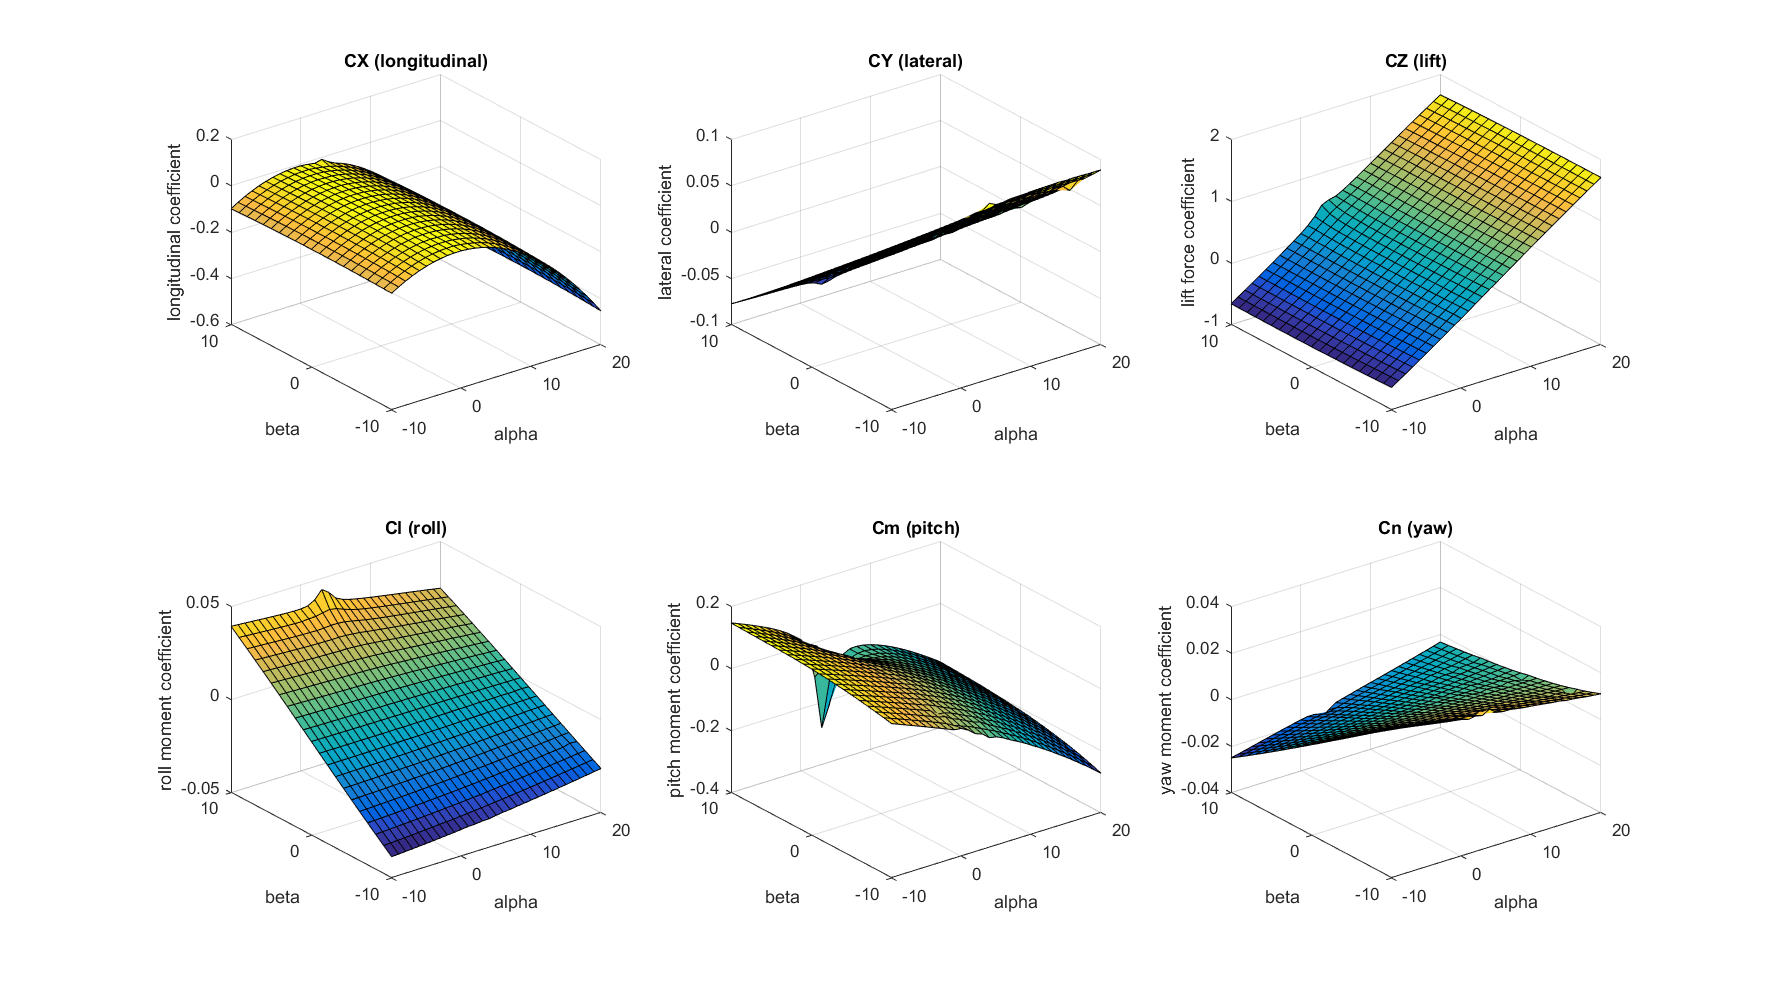 CX (longitudinal)
longitudinal coefficient
0.2
0
-0.2
-0.4
-0.6
10
0
-10
beta
-10
0
10
20
alpha
CY (lateral)
lateral coefficient
0.1
0.05
0
-0.05
-0.1
10
0
-10
beta
-10
0
10
20
alpha
CZ (lift)
lift force coefficient
2
1
0
-1
10
0
-10
beta
-10
0
10
20
alpha
Cl (roll)
roll moment coefficient
0.05
0
-0.05
10
0
-10
beta
-10
0
10
20
alpha
Cm (pitch)
pitch moment coefficient
0.2
0
-0.2
-0.4
10
0
-10
beta
-10
0
10
20
alpha
Cn (yaw)
yaw moment coefficient
0.04
0.02
0
-0.02
-0.04
10
0
-10
beta
-10
0
10
20
alpha